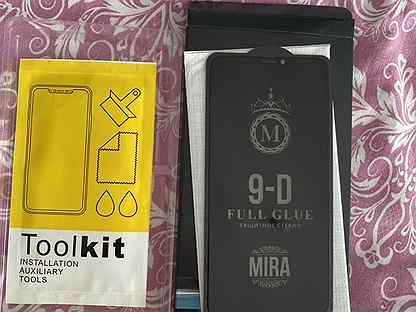 Toolkit
INSTALLATION
AUXILIARY
TOOLS
M
9-D
FULL GLUE
MIRA